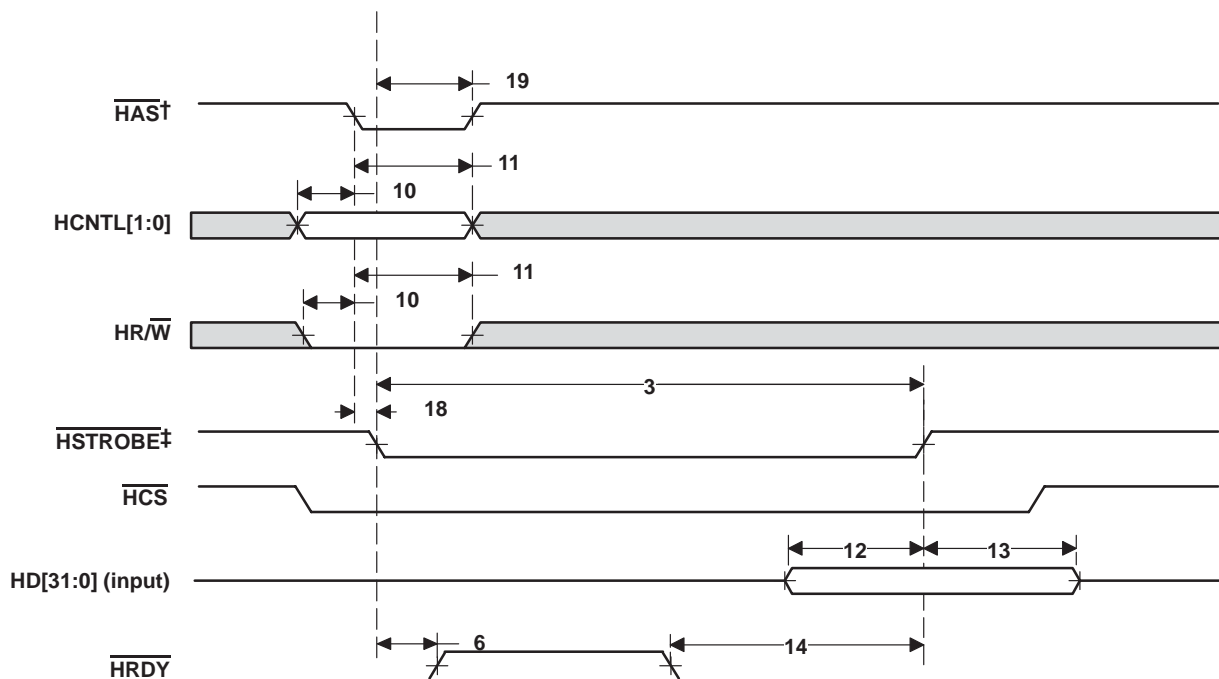 19
HAS†
11
10
HCNTL[1:0]
11
10
HR/W
3
18
HSTROBE‡
HCS
12 13
HD[31:0] (input)
6 14
HRDY